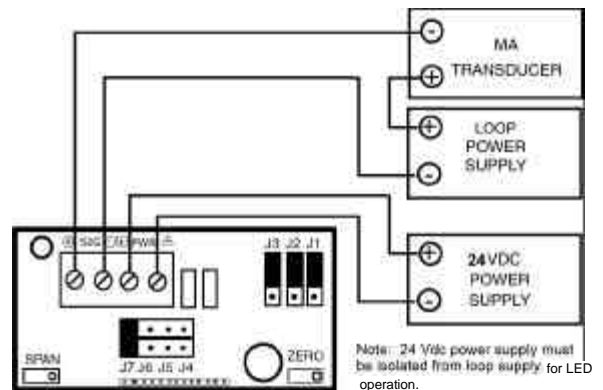 -
MA
+ TRANSDUCER
+
LOOP
POWER
SUPPLY
-
+
24VDC
POWER
SUPPLY
-
SIG PWR
J3 J2 J1
J7 J6 J5 J4
SPAN
ZERO
Note: 24 Vdc power supply must
be isolated from loop supply for LED
operation.